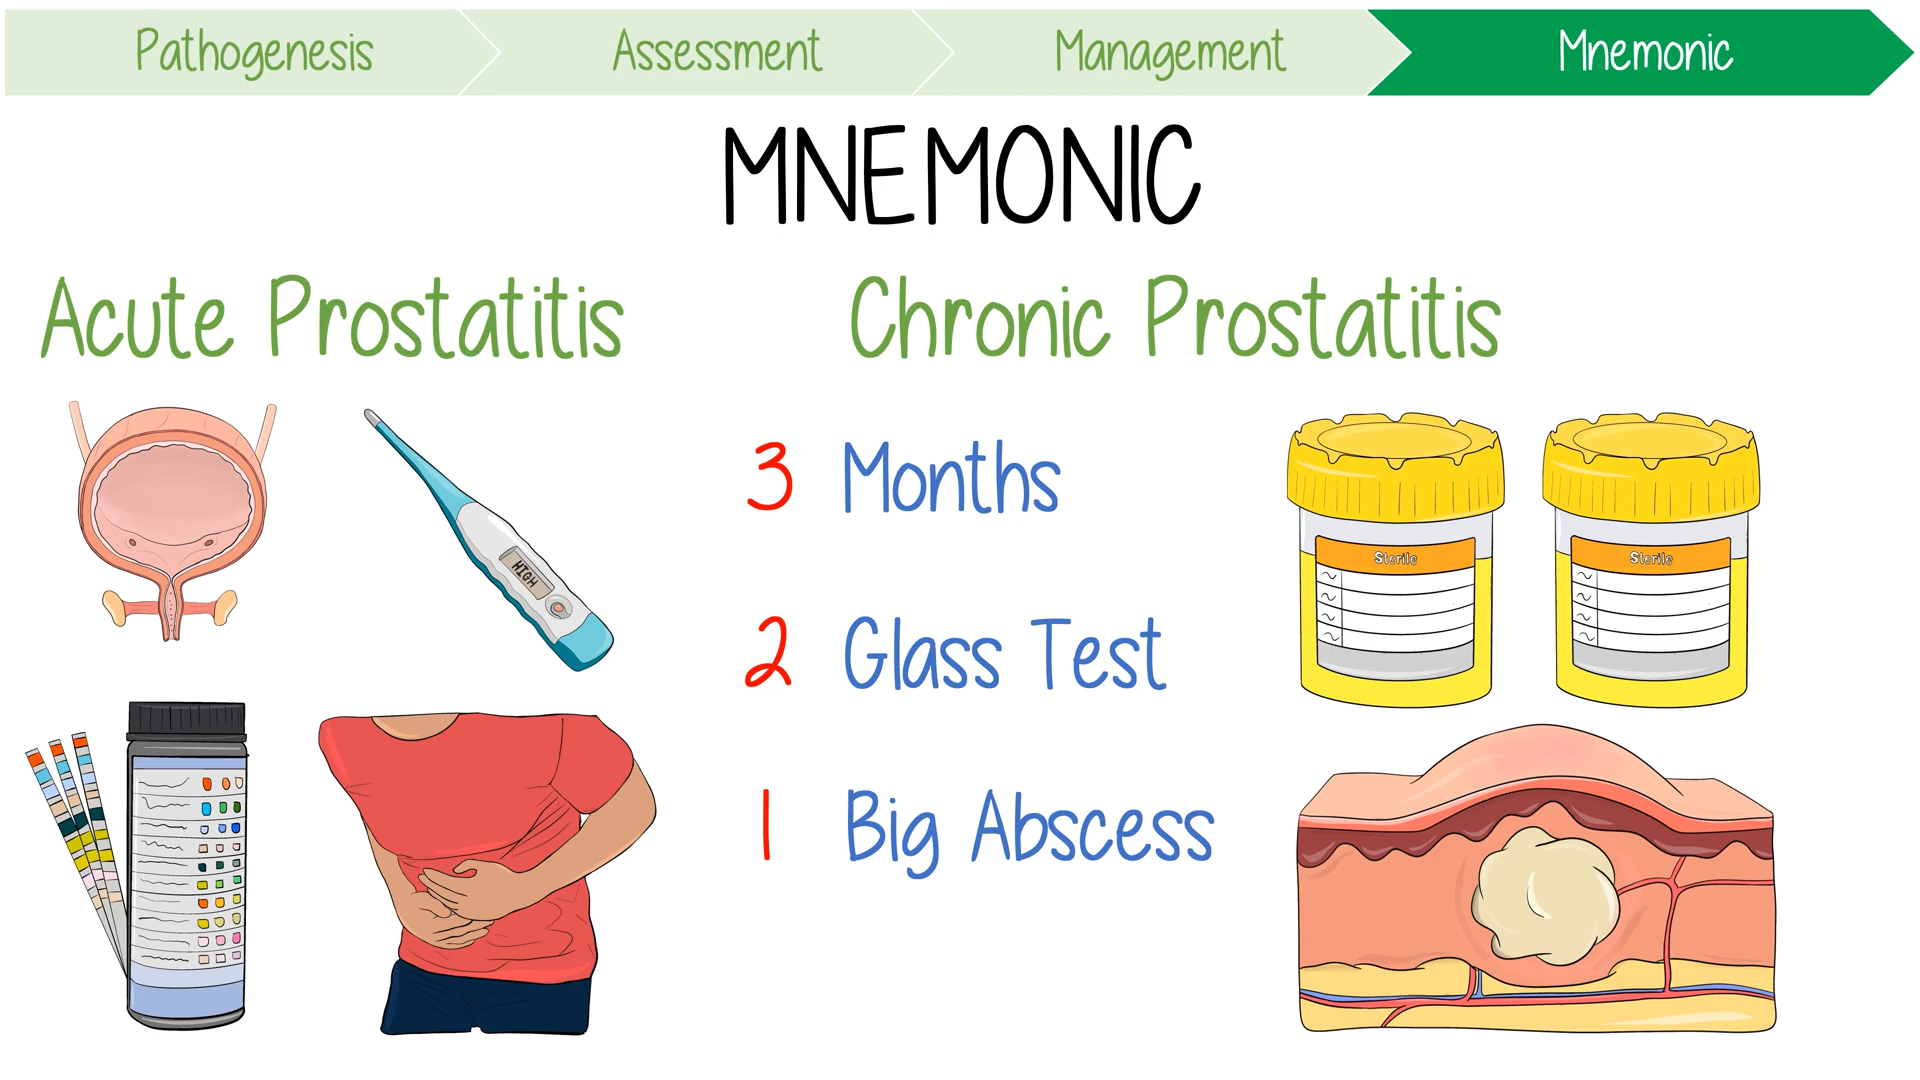 Pathogenesis
Assessment
Management
Mnemonic
MNEMONIC
Acute Prostatitis
Chronic Prostatitis
HIGH
3 Months
2 Glass Test
1 Big Abscess
Sterile
Sterile